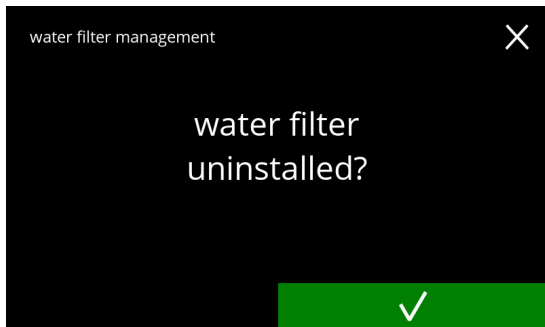 water filter management
water filter
uninstalled?